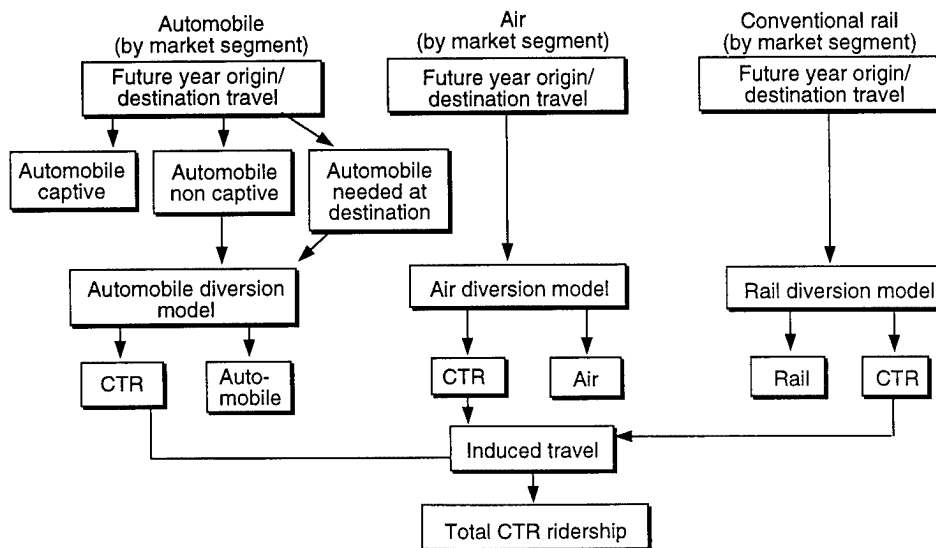 Automobile
(by market segment)
Air
(by market segment)
Conventional rail
(by market segment)
Future year origin/
destination travel
Future year origin/
destination travel
Future year origin/
destination travel
Automobile
captive
Automobile
non captive
Automobile
needed at
destination
Automobile diversion
model
Air diversion model
Rail diversion model
CTR
Auto-
mobile
CTR
Air
Rail
CTR
Induced travel
Total CTR ridership